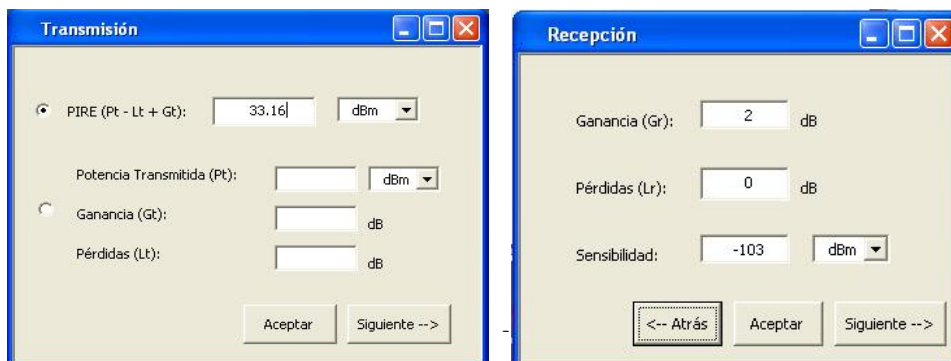 Transmisión
PIRE (Pt - Lt + Gt): 33.16 dBm
Potencia Transmitida (Pt): dBm
Ganancia (Gt): dB
Pérdidas (Lt): dB
Aceptar Siguiente -->
Recepción
Ganancia (Gr): 2 dB
Pérdidas (Lr): 0 dB
Sensibilidad: -103 dBm
<-- Atrás Aceptar Siguiente -->